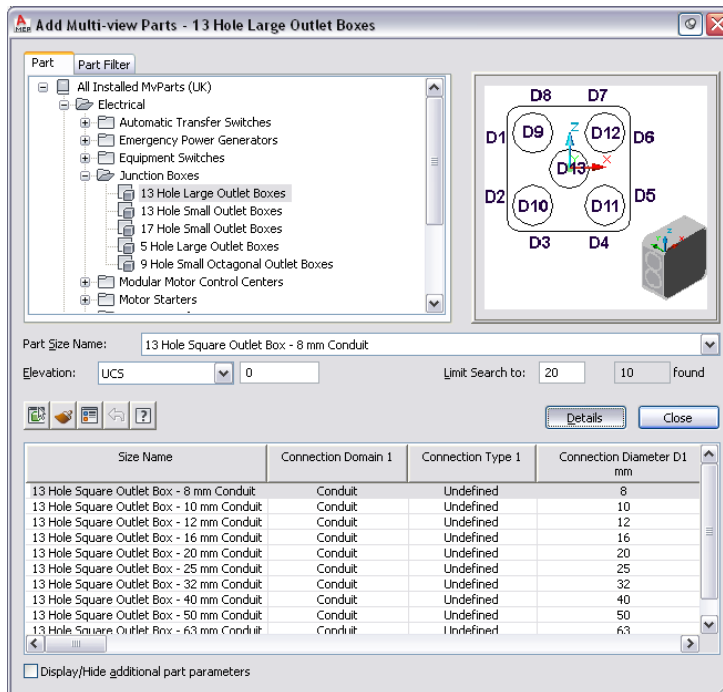 Add Multi-view Parts - 13 Hole Large Outlet Boxes
Part Part Filter
All Installed MvParts (UK)
Electrical
Automatic Transfer Switches
Emergency Power Generators
Equipment Switches
Junction Boxes
13 Hole Large Outlet Boxes
13 Hole Small Outlet Boxes
17 Hole Small Outlet Boxes
5 Hole Large Outlet Boxes
9 Hole Small Octagonal Outlet Boxes
Modular Motor Control Centers
Motor Starters
D8 D7
D1 D9 Z D12 D6
D13 X
D2 D10 D11 D5
D3 D4
Part Size Name: 13 Hole Square Outlet Box - 8 mm Conduit
Elevation: UCS 0 Limit Search to: 20 10 found
Details Close
Size Name Connection Domain 1 Connection Type 1 Connection Diameter D1
mm
13 Hole Square Outlet Box - 8 mm Conduit Conduit Undefined 8
13 Hole Square Outlet Box - 10 mm Conduit Conduit Undefined 10
13 Hole Square Outlet Box - 12 mm Conduit Conduit Undefined 12
13 Hole Square Outlet Box - 16 mm Conduit Conduit Undefined 16
13 Hole Square Outlet Box - 20 mm Conduit Conduit Undefined 20
13 Hole Square Outlet Box - 25 mm Conduit Conduit Undefined 25
13 Hole Square Outlet Box - 32 mm Conduit Conduit Undefined 32
13 Hole Square Outlet Box - 40 mm Conduit Conduit Undefined 40
13 Hole Square Outlet Box - 50 mm Conduit Conduit Undefined 50
13 Hole Square Outlet Box - 63 mm Conduit Conduit Undefined 63
Display/Hide additional part parameters